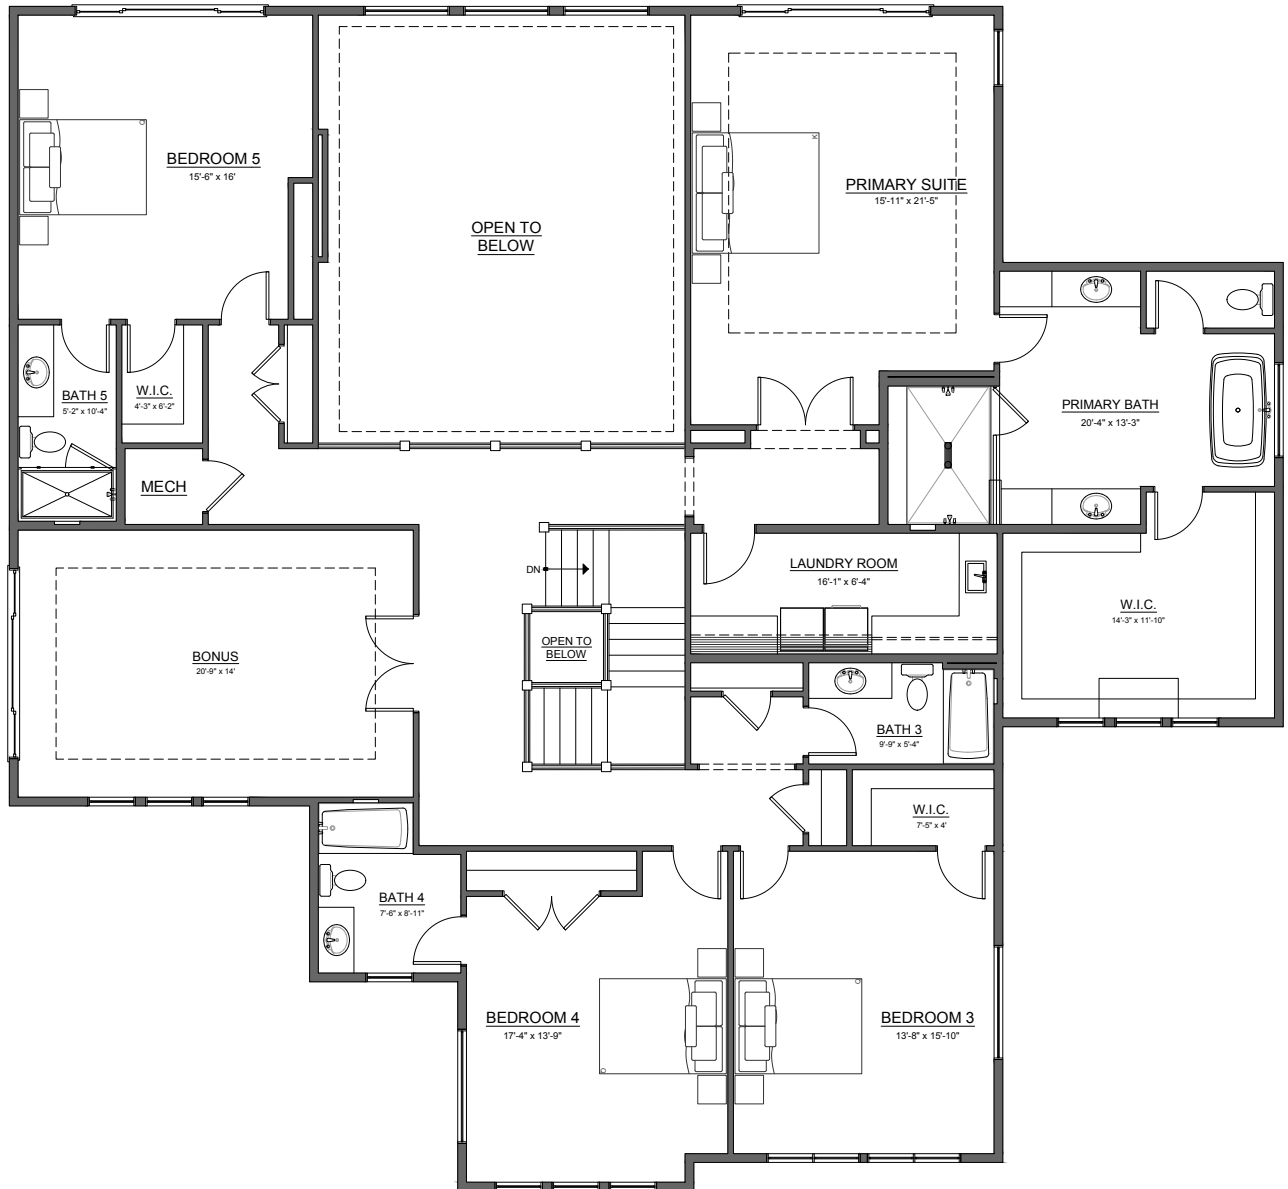 BEDROOM 5
15'-6" x 16'
OPEN TO
BELOW
PRIMARY SUITE
15'-11" x 21'-5"
K
Q
BATH 5
5'-2" x 10'-4"
W.I.C.
4'-3" x 6'-2"
PRIMARY BATH
20'-4" x 13'-3"
MECH
DN
LAUNDRY ROOM
16'-1" x 6'-4"
W.I.C.
14'-3" x 11'-10"
OPEN TO
BELOW
BONUS
20'-9" x 14'
BATH 3
9'-9" x 5'-4"
W.I.C.
7'-5" x 4'
BATH 4
7'-6" x 8'-11"
BEDROOM 4
17'-4" x 13'-9"
Q
BEDROOM 3
13'-8" x 15'-10"
Q